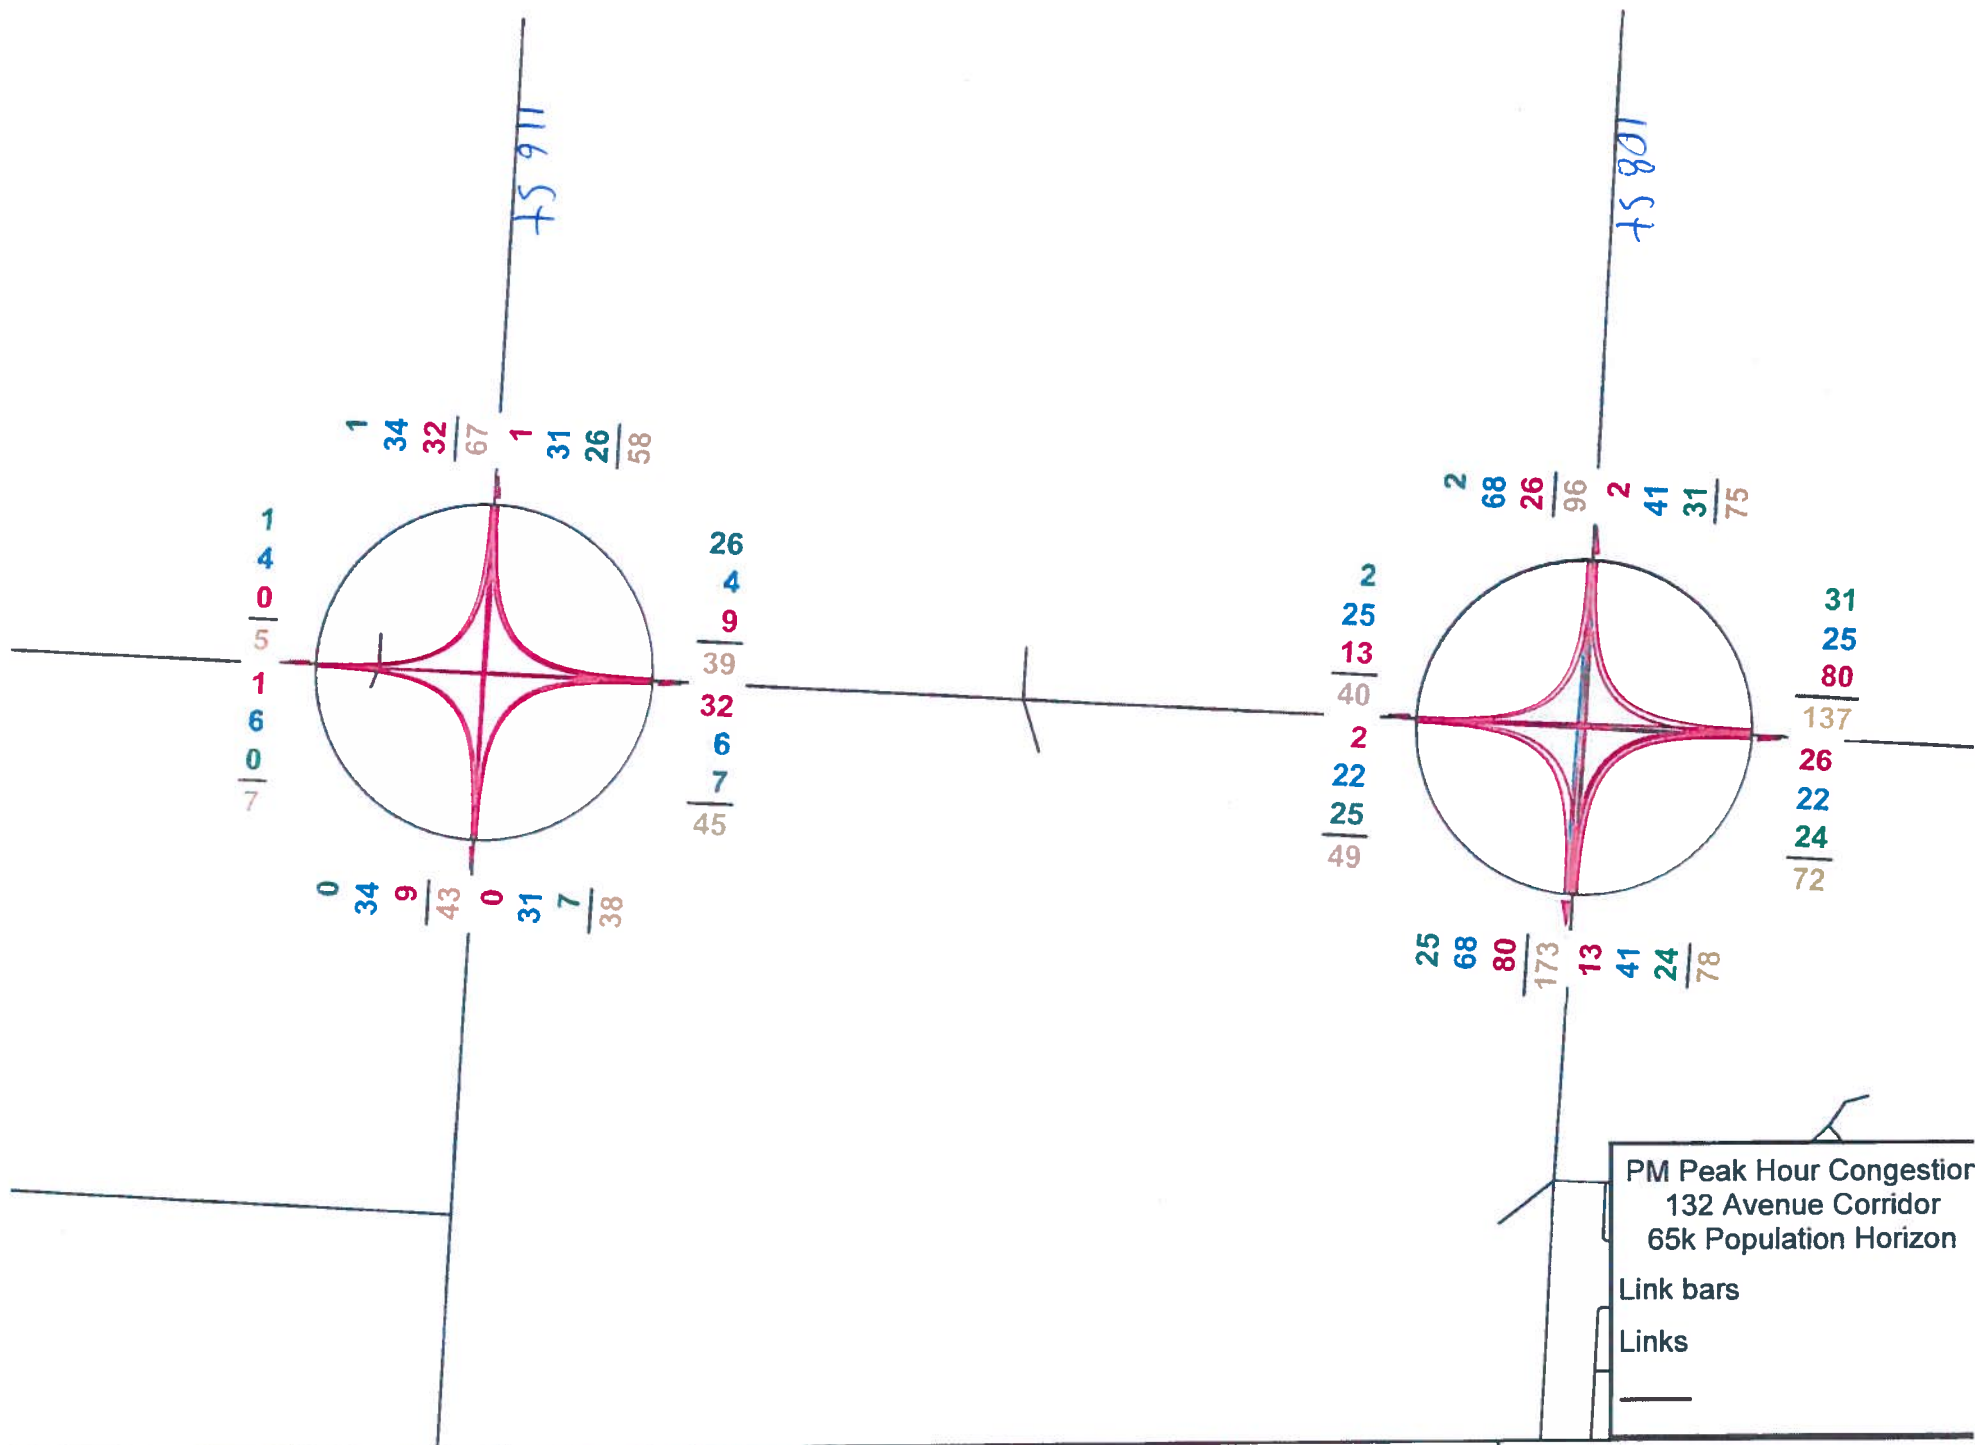 116 St
108 St
1 34 32 67 1 31 26 58
1
4
0
5
1
6
0
7
26
4
9
39
32
6
7
45
0 34 9 43 0 31 7 38
2 68 26 96 2 41 31 75
2
25
13
40
2
22
25
49
31
25
80
137
26
22
24
72
25 68 80 173 13 41 24 78
PM Peak Hour Congestion
132 Avenue Corridor
65k Population Horizon
Link bars
Links